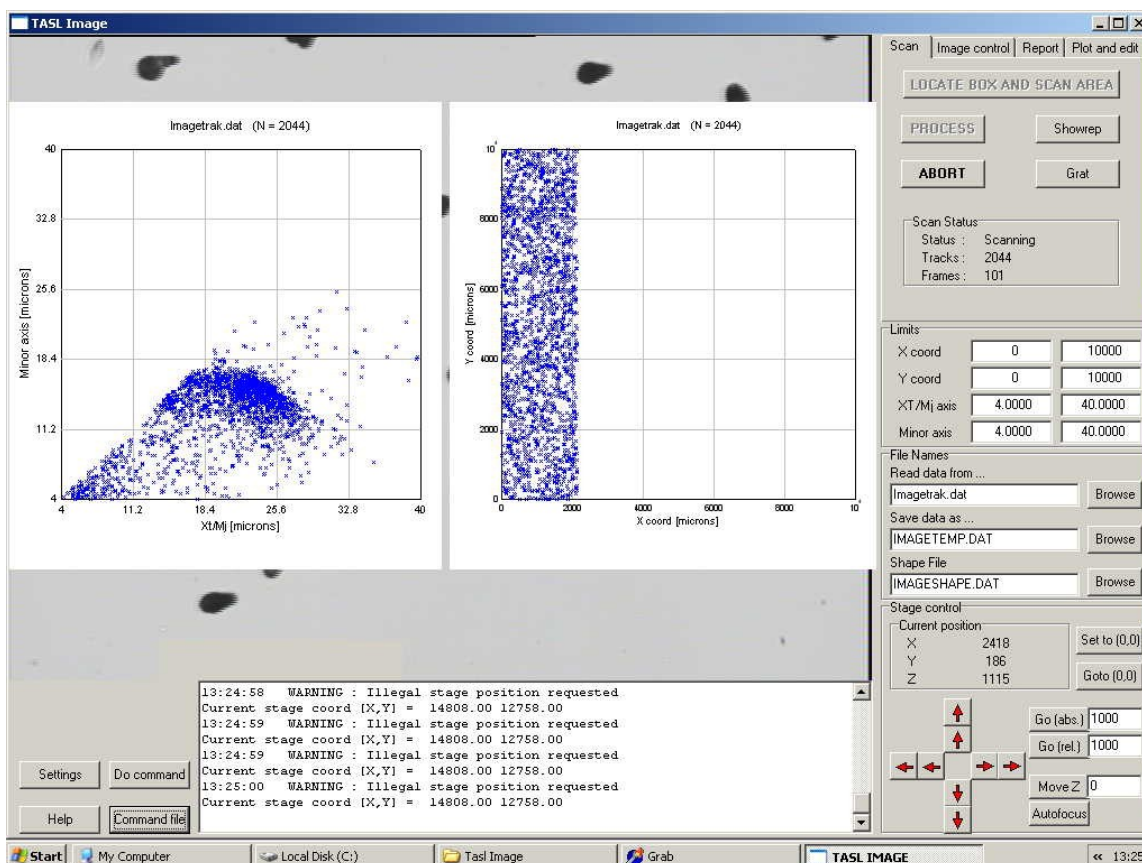 TASL Image
Scan Image control Report Plot and edit
LOCATE BOX AND SCAN AREA
PROCESS Showrep
ABORT Grat
Scan Status
Status : Scanning
Tracks : 2044
Frames : 101
Imagetrak.dat (N = 2044)
40
32.8
25.6
18.4
11.2
4
Minor axis [microns]
4 11.2 18.4 25.6 32.8 40
Xt/Mj [microns]
Imagetrak.dat (N = 2044)
10
8000
6000
4000
2000
0
Y coord [microns]
0 2000 4000 6000 8000 10
X coord [microns]
Limits
X coord 0 10000
Y coord 0 10000
XT/Mj axis 4.0000 40.0000
Minor axis 4.0000 40.0000
File Names
Read data from ...
Imagetrak.dat Browse
Save data as ...
IMAGETEMP.DAT Browse
Shape File
IMAGESHAPE.DAT Browse
Stage control
Current position
X 2418
Y 186
Z 1115
Set to (0,0)
Goto (0,0)
Go (abs.) 1000
Go (rel.) 1000
Move Z 0
Autofocus
13:24:58 WARNING : Illegal stage position requested
Current stage coord [X,Y] = 14808.00 12758.00
13:24:59 WARNING : Illegal stage position requested
Current stage coord [X,Y] = 14808.00 12758.00
13:24:59 WARNING : Illegal stage position requested
Current stage coord [X,Y] = 14808.00 12758.00
13:25:00 WARNING : Illegal stage position requested
Current stage coord [X,Y] = 14808.00 12758.00
Settings Do command
Help Command file
Start My Computer Local Disk (C:) Tasl Image Grab TASL IMAGE « 13:25